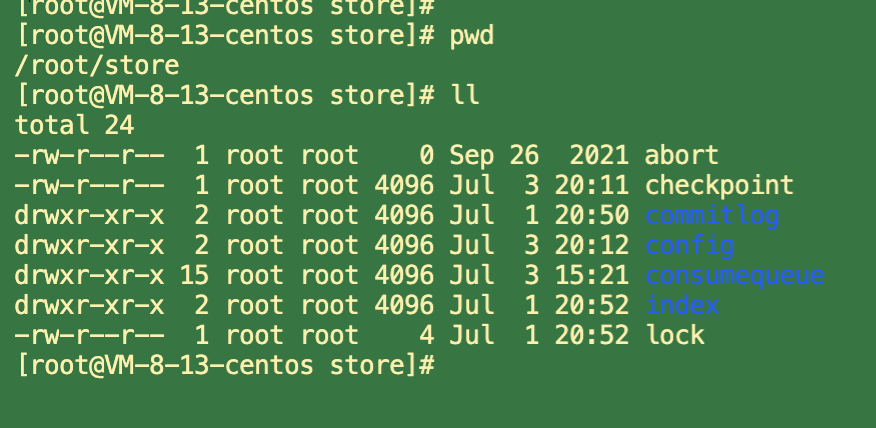 [root@VM-8-13-centos store]#
[root@VM-8-13-centos store]# pwd
/root/store
[root@VM-8-13-centos store]# ll
total 24
-rw-r--r--  1 root root    0 Sep 26  2021 abort
-rw-r--r--  1 root root 4096 Jul  3 20:11 checkpoint
drwxr-xr-x  2 root root 4096 Jul  1 20:50 commitlog
drwxr-xr-x  2 root root 4096 Jul  3 20:12 config
drwxr-xr-x 15 root root 4096 Jul  3 15:21 consumequeue
drwxr-xr-x  2 root root 4096 Jul  1 20:52 index
-rw-r--r--  1 root root    4 Jul  1 20:52 lock
[root@VM-8-13-centos store]#